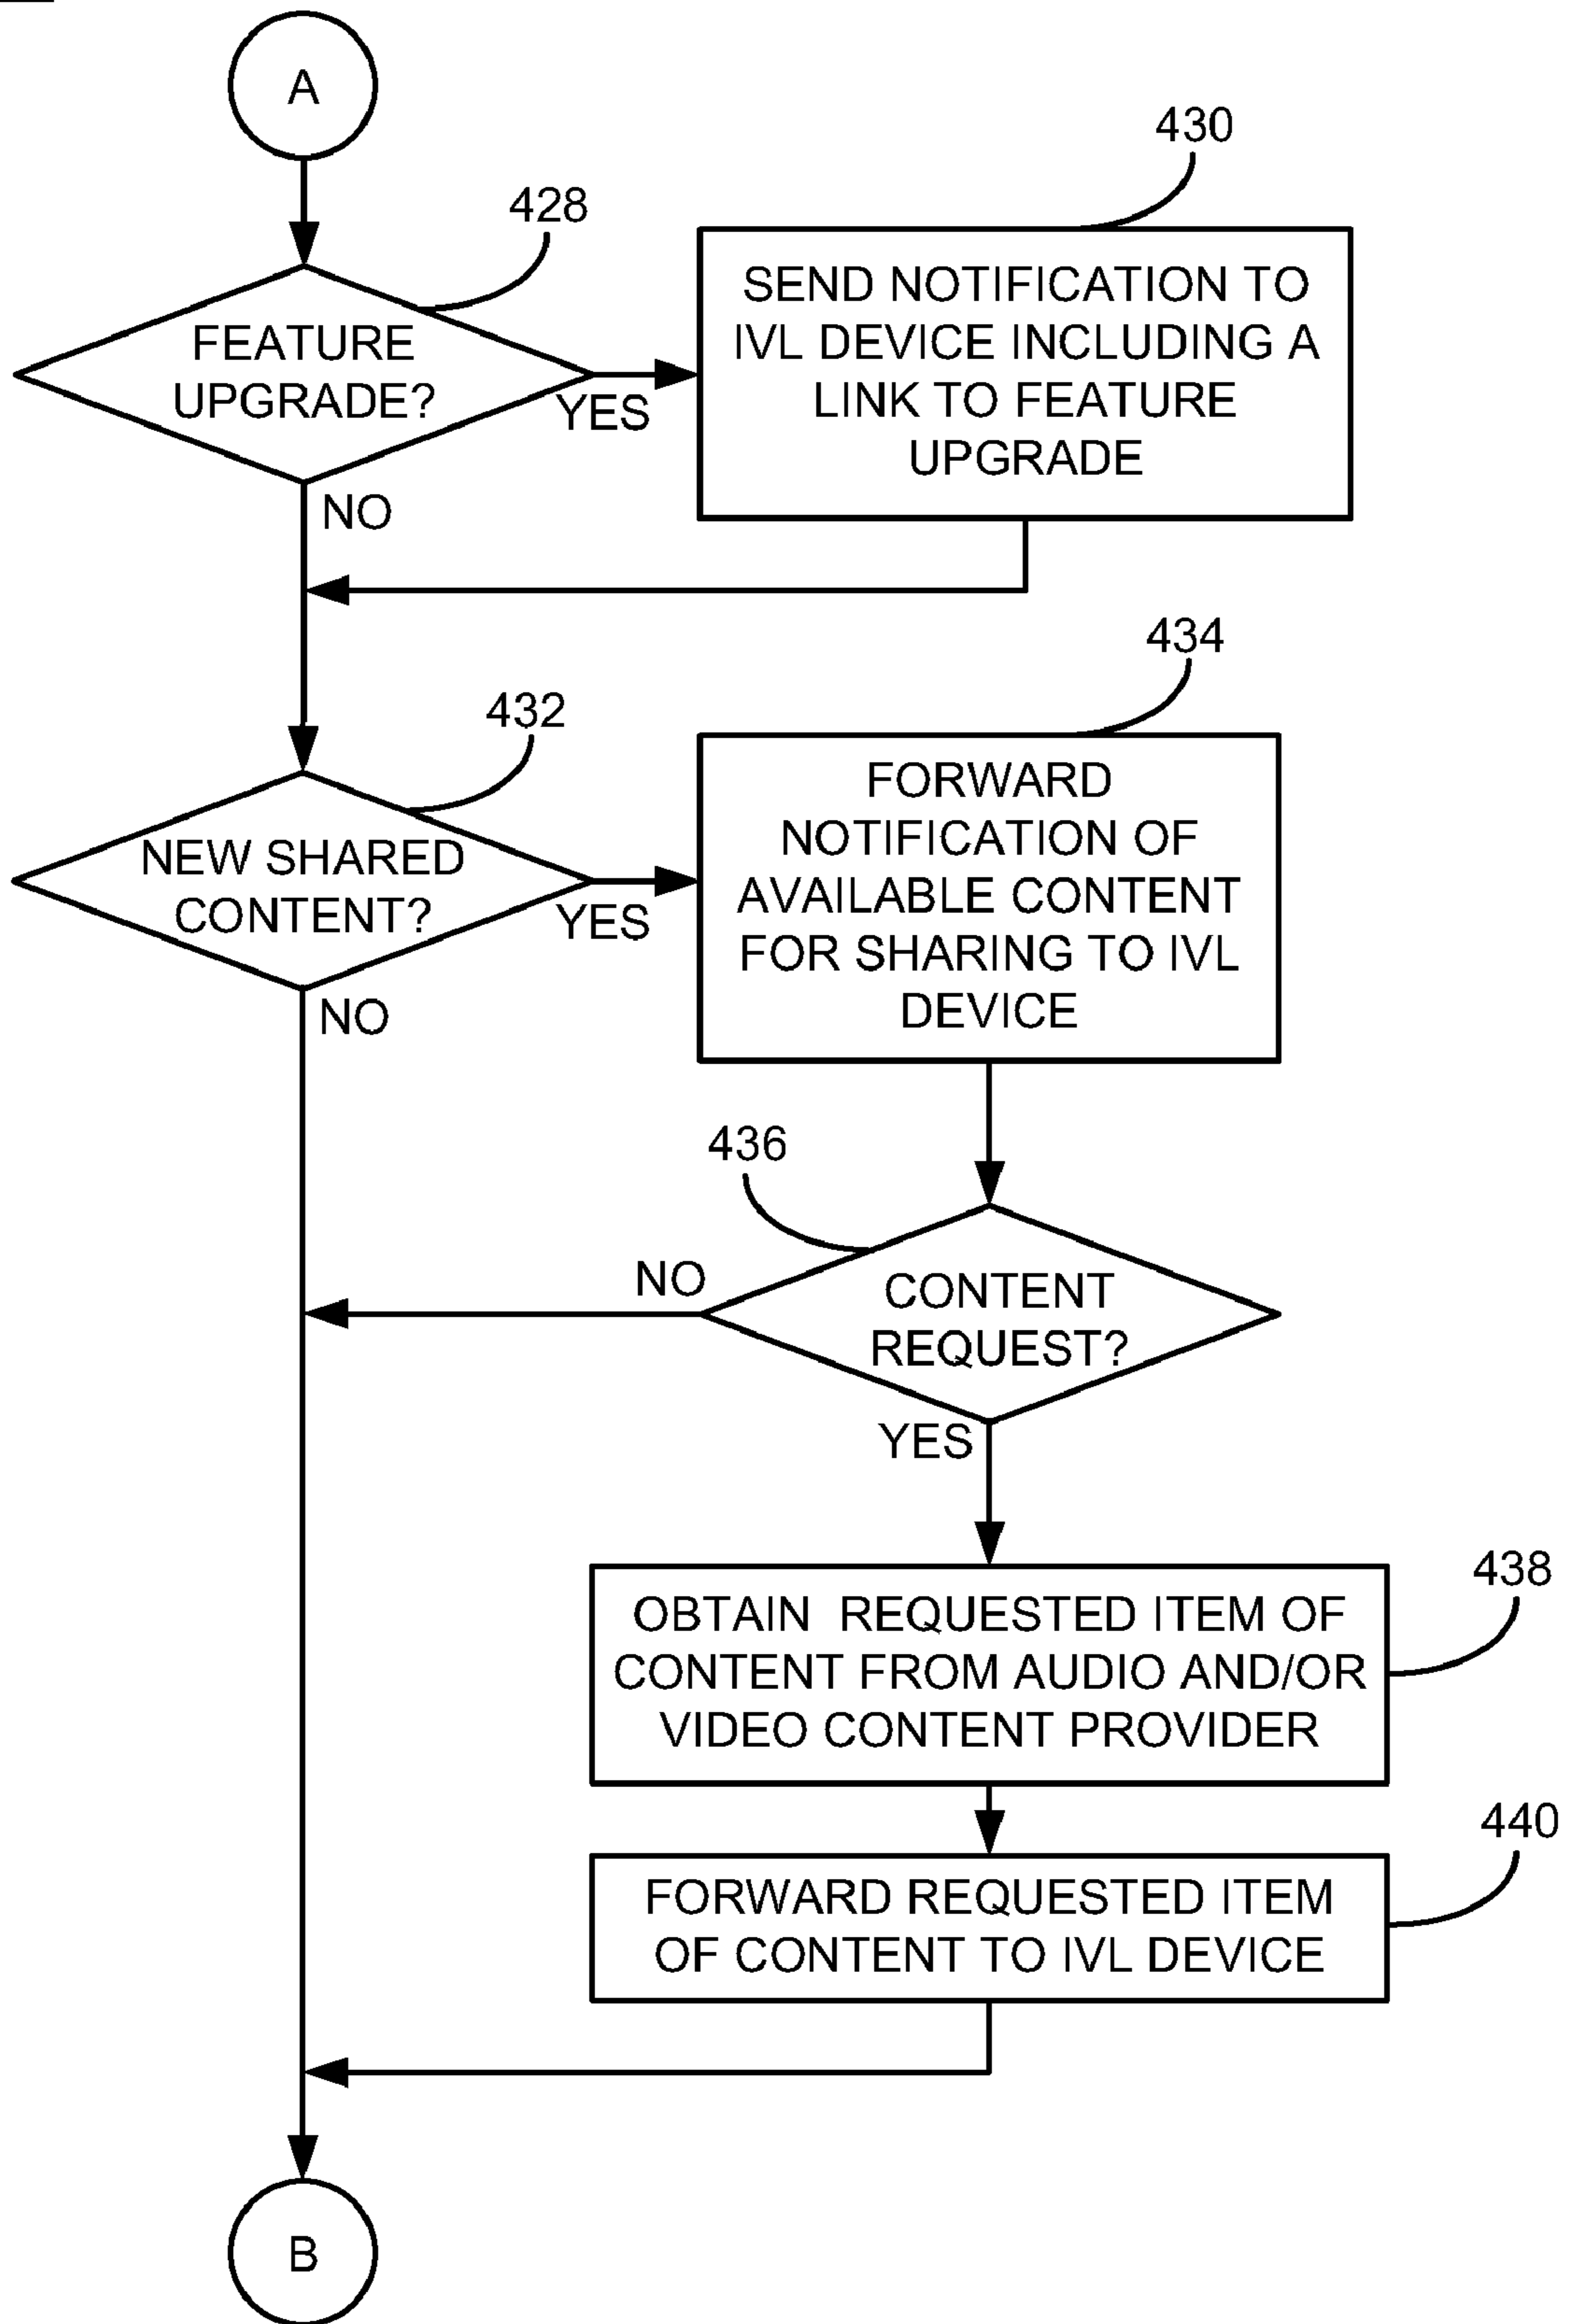 A
430
428
FEATURE
UPGRADE?
YES
NO
SEND NOTIFICATION TO
IVL DEVICE INCLUDING A
LINK TO FEATURE
UPGRADE
434
432
NEW SHARED
CONTENT?
YES
NO
FORWARD
NOTIFICATION OF
AVAILABLE CONTENT
FOR SHARING TO IVL
DEVICE
436
NO
CONTENT
REQUEST?
YES
438
OBTAIN REQUESTED ITEM OF
CONTENT FROM AUDIO AND/OR
VIDEO CONTENT PROVIDER
440
FORWARD REQUESTED ITEM
OF CONTENT TO IVL DEVICE
B